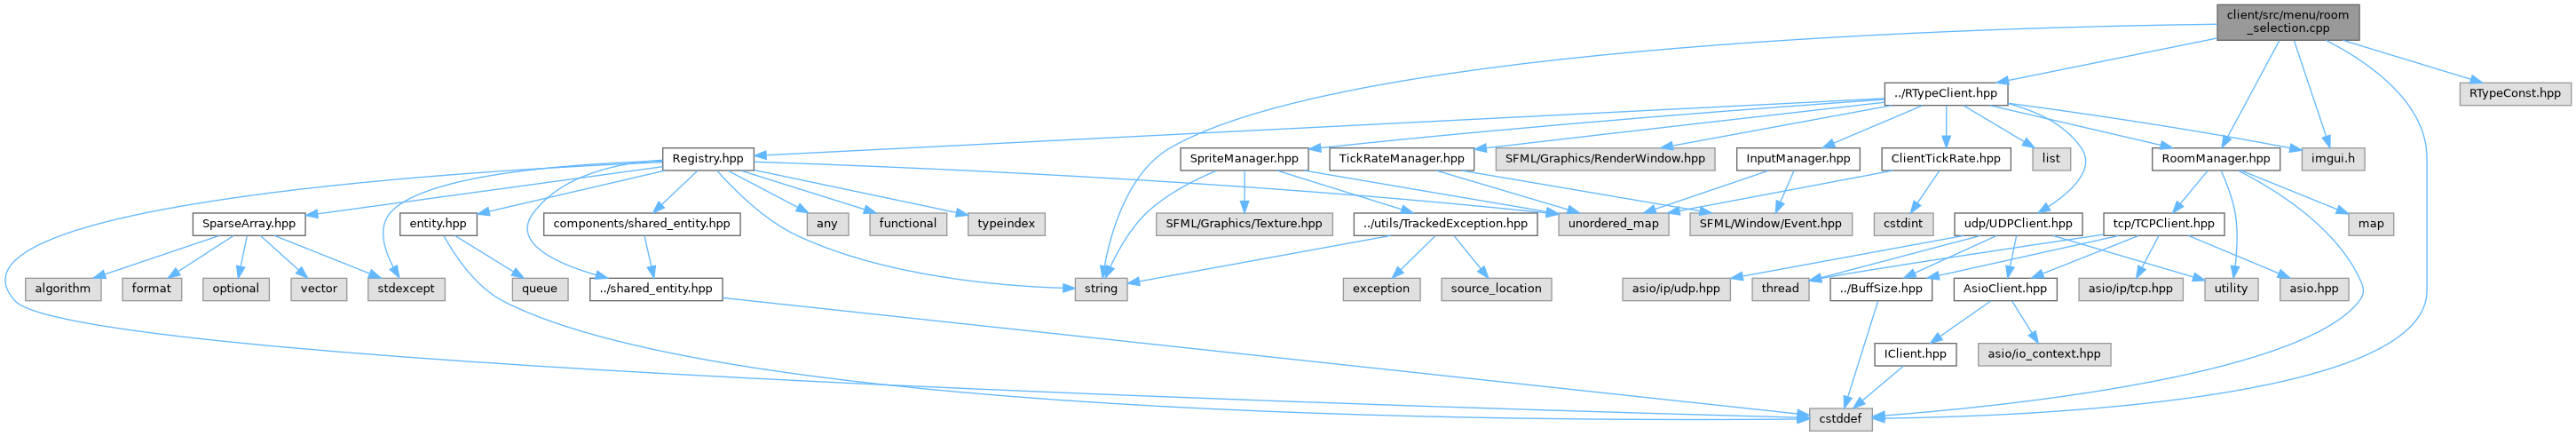 client/src/menu/room
_selection.cpp
../RTypeClient.hpp
RTypeConst.hpp
Registry.hpp
SpriteManager.hpp
TickRateManager.hpp
SFML/Graphics/RenderWindow.hpp
InputManager.hpp
ClientTickRate.hpp
list
RoomManager.hpp
imgui.h
SparseArray.hpp
entity.hpp
components/shared_entity.hpp
any
functional
typeindex
SFML/Graphics/Texture.hpp
../utils/TrackedException.hpp
unordered_map
SFML/Window/Event.hpp
cstdint
udp/UDPClient.hpp
tcp/TCPClient.hpp
map
algorithm
format
optional
vector
stdexcept
queue
../shared_entity.hpp
string
exception
source_location
asio/ip/udp.hpp
thread
../BuffSize.hpp
AsioClient.hpp
asio/ip/tcp.hpp
utility
asio.hpp
IClient.hpp
asio/io_context.hpp
cstddef